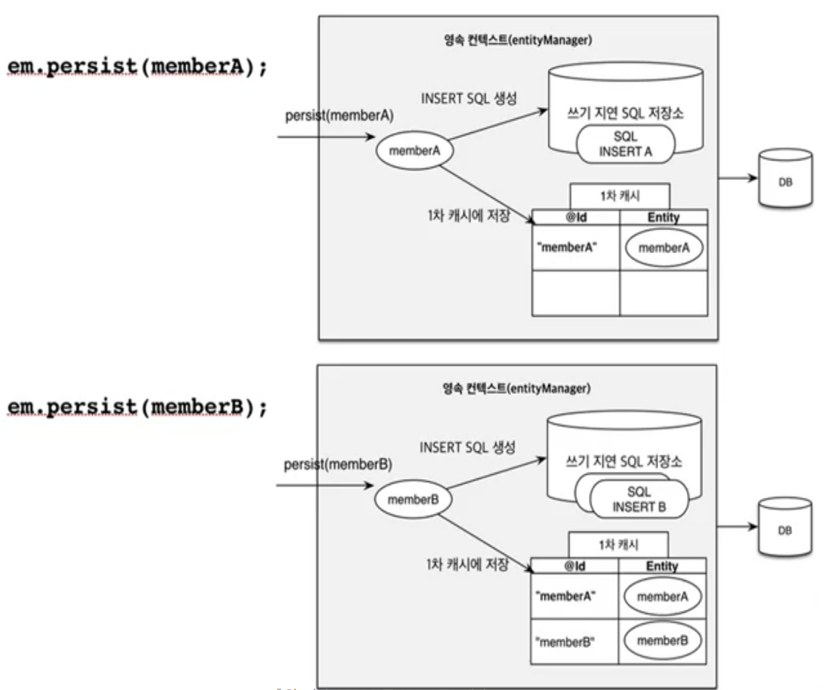 em.persist(memberA);
영속 컨텍스트(entityManager)
persist(memberA)
INSERT SQL 생성
memberA
쓰기 지연 SQL 저장소
SQL
INSERT A
DB
1차 캐시에 저장
1차 캐시
@Id Entity
"memberA" memberA
em.persist(memberB);
영속 컨텍스트(entityManager)
persist(memberB)
INSERT SQL 생성
memberB
쓰기 지연 SQL 저장소
SQL
INSERT B
DB
1차 캐시에 저장
1차 캐시
@Id Entity
"memberA" memberA
"memberB" memberB